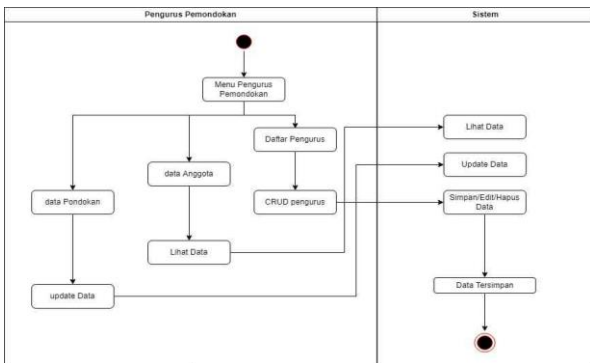 Pengurus Pemondokan
Sistem
Menu Pengurus
Pemondokan
Daftar Pengurus
Lihat Data
data Anggota
Update Data
data Pondokan
CRUD pengurus
Simpan/Edit/Hapus
Data
Lihat Data
update Data
Data Tersimpan